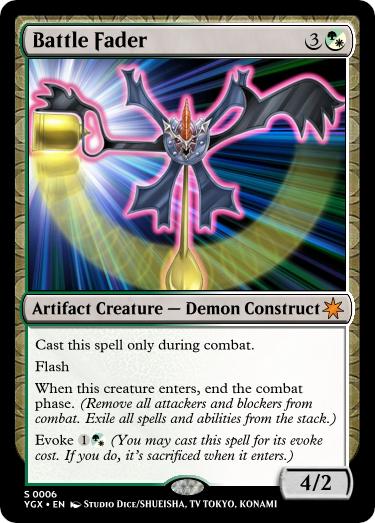 Battle Fader 3
Artifact Creature — Demon Construct
Cast this spell only during combat.
Flash
When this creature enters, end the combat
phase. (Remove all attackers and blockers from
combat. Exile all spells and abilities from the stack.)
Evoke 1 (You may cast this spell for its evoke
cost. If you do, it's sacrificed when it enters.)
4/2
S 0006
YGX • EN STUDIO DICE/SHUEISHA, TV TOKYO, KONAMI